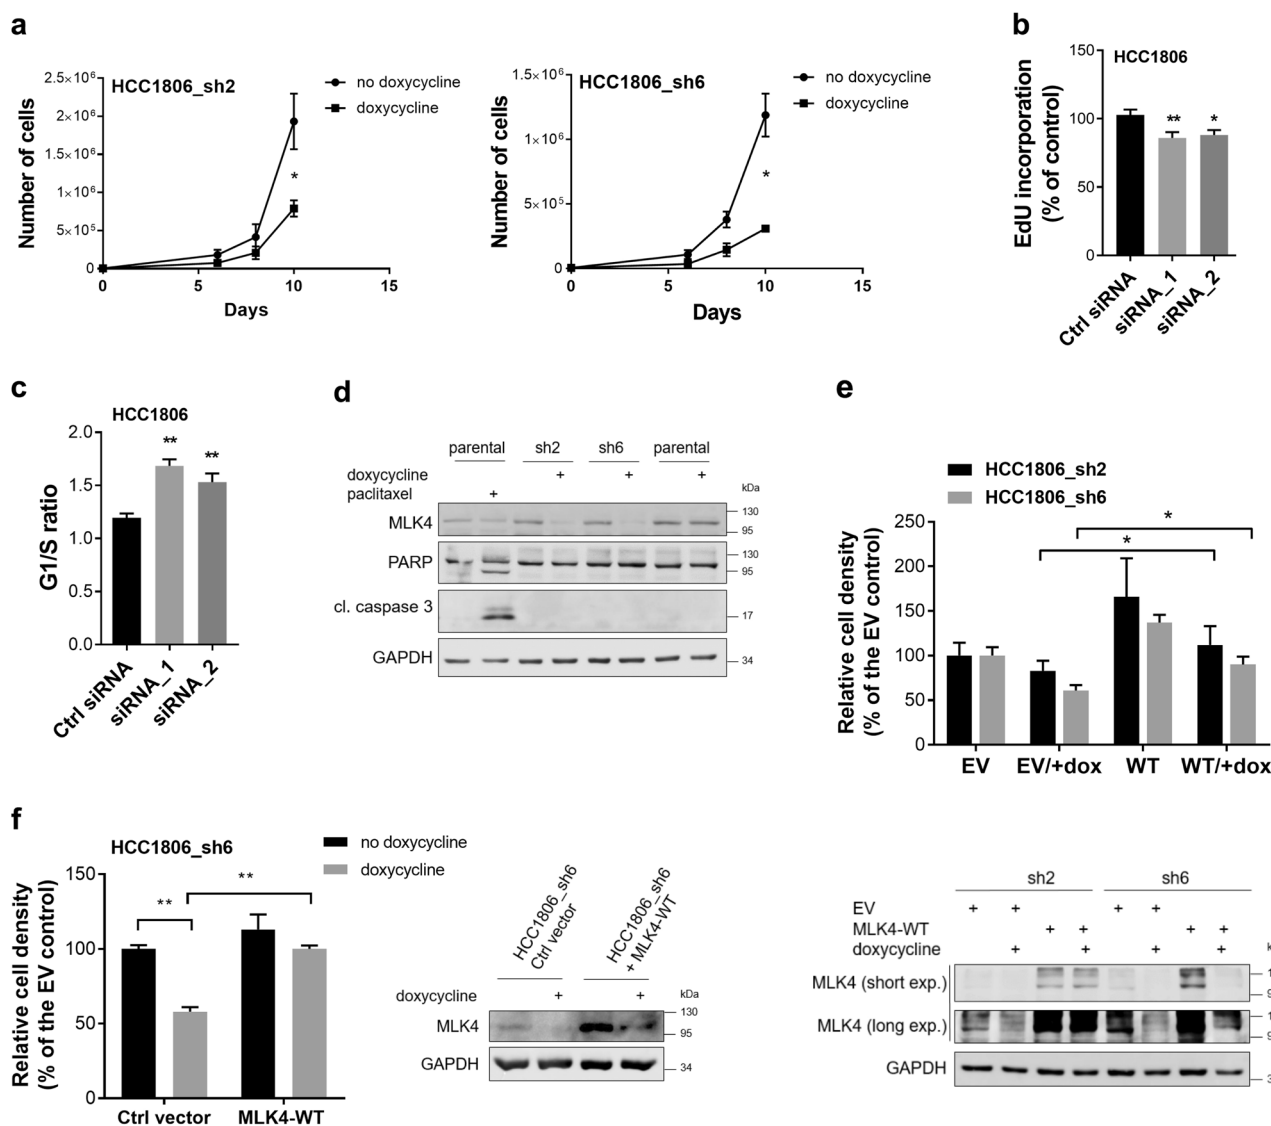 a
HCC1806_sh2
no doxycycline
doxycycline
Number of cells
2.5×10⁶
2×10⁶
1.5×10⁶
1×10⁶
5×10⁵
0
0
5
10
15
*
Days
HCC1806_sh6
no doxycycline
doxycycline
Number of cells
1.5×10⁶
1×10⁶
5×10⁵
0
0
5
10
15
*
Days
b
HCC1806
EdU incorporation
(% of control)
150
100
50
0
**
*
Ctrl siRNA
siRNA_1
siRNA_2
c
HCC1806
G1/S ratio
2.0
1.5
1.0
0.5
0.0
**
**
Ctrl siRNA
siRNA_1
siRNA_2
d
parental sh2 sh6 parental
doxycycline + + +
paclitaxel +
kDa
MLK4 130
95
PARP 130
95
cl. caspase 3 17
GAPDH 34
e
HCC1806_sh2
HCC1806_sh6
Relative cell density
(% of the EV control)
250
200
150
100
50
0
*
*
EV EV/+dox WT WT/+dox
f
HCC1806_sh6
no doxycycline
doxycycline
Relative cell density
(% of the EV control)
150
100
50
0
**
**
Ctrl vector MLK4-WT
HCC1806_sh6
Ctrl vector
HCC1806_sh6
+ MLK4-WT
doxycycline + +
kDa
MLK4 130
95
GAPDH 34
sh2 sh6
EV + + + +
MLK4-WT + + + +
doxycycline + + + +
MLK4 (short exp.)
MLK4 (long exp.)
GAPDH